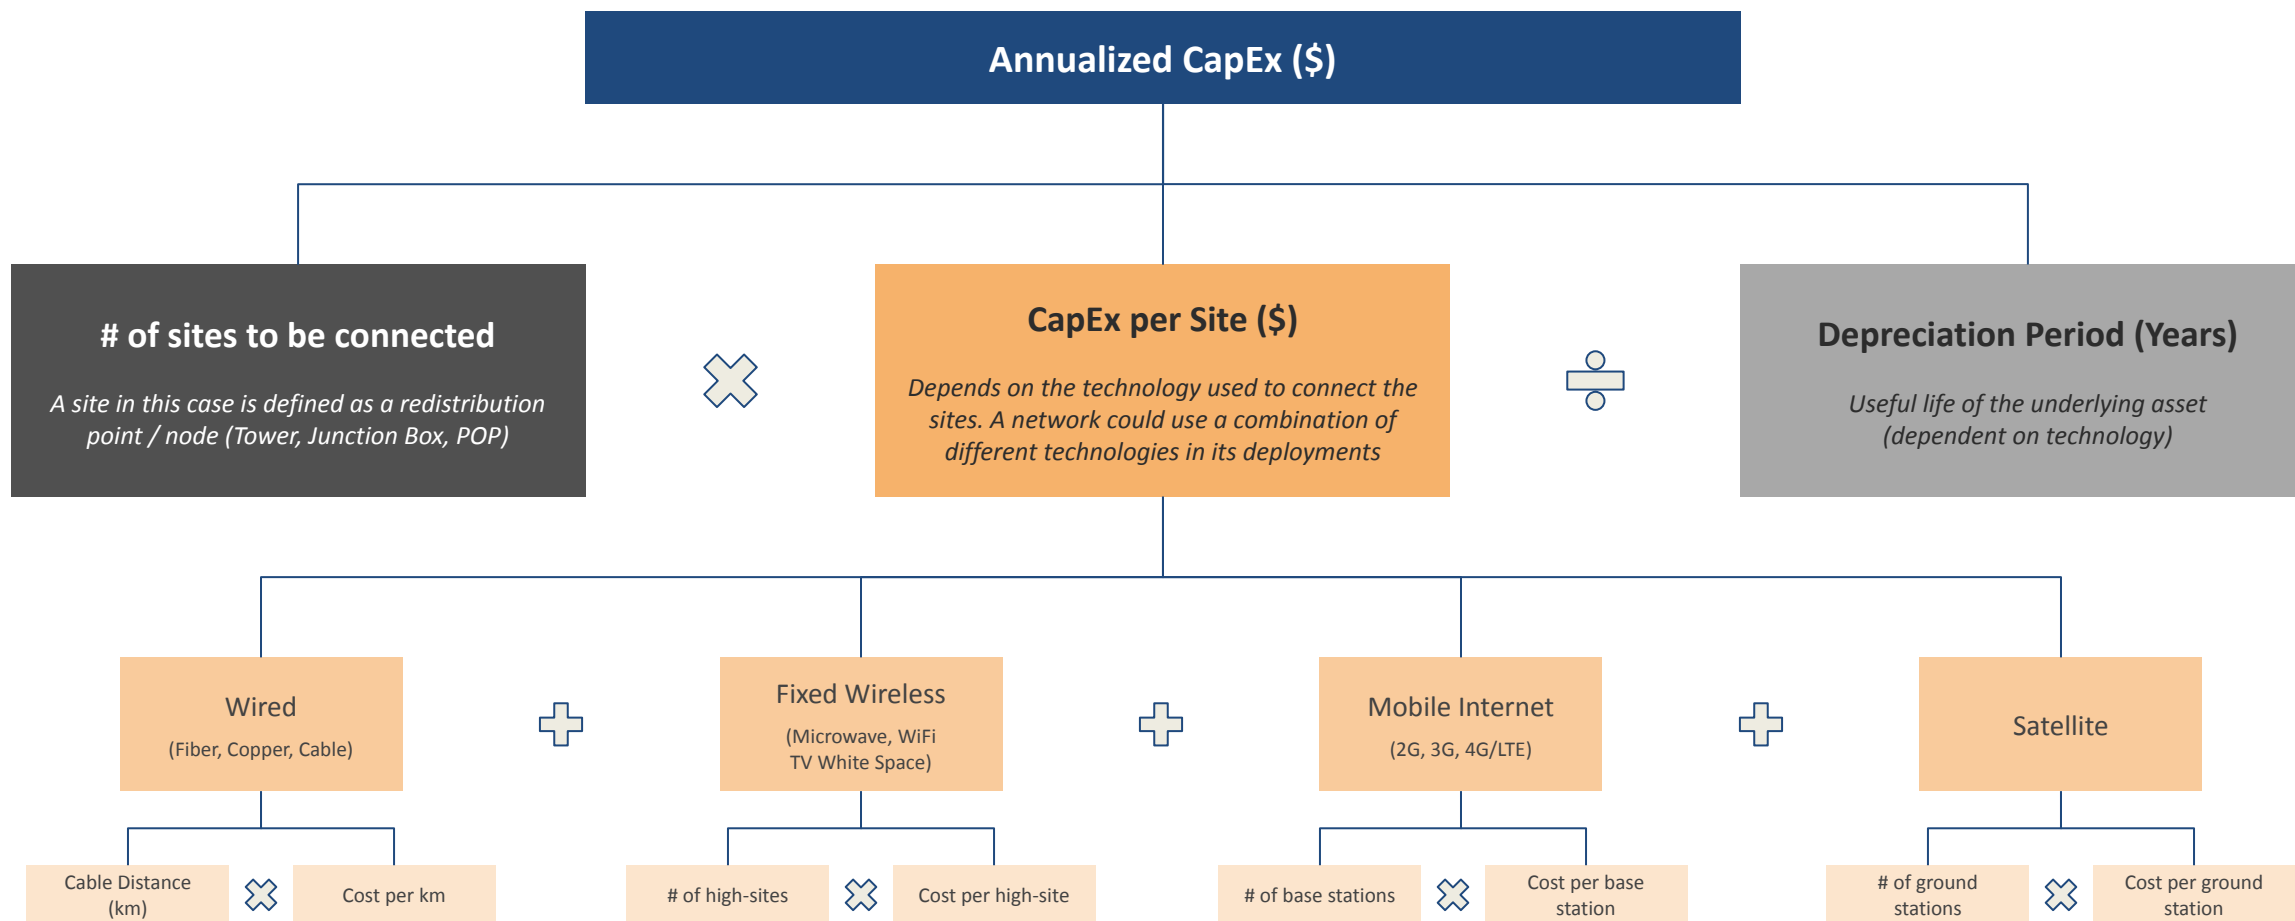 Annualized CapEx ($)
# of sites to be connected
A site in this case is defined as a redistribution
point / node (Tower, Junction Box, POP)
CapEx per Site ($)
Depends on the technology used to connect the
sites. A network could use a combination of
different technologies in its deployments
Depreciation Period (Years)
Useful life of the underlying asset
(dependent on technology)
Wired
(Fiber, Copper, Cable)
Fixed Wireless
(Microwave, WiFi
TV White Space)
Mobile Internet
(2G, 3G, 4G/LTE)
Satellite
Cable Distance
(km)
Cost per km
# of high-sites
Cost per high-site
# of base stations
Cost per base
station
# of ground
stations
Cost per ground
station